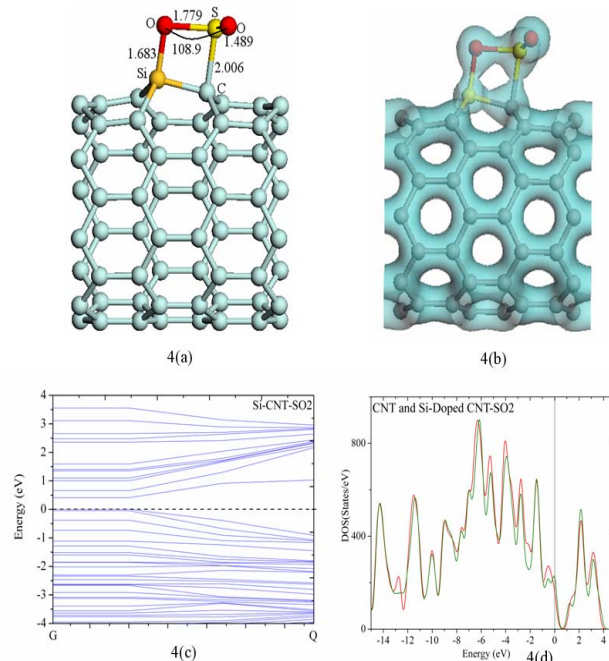 O 1.779 S O
108.9 1.489
1.683 2.006
Si C
4(a) 4(b)
Si-CNT-SO2
Energy (eV)
4
3
2
1
0
-1
-2
-3
-4
G Q
4(c)
CNT and Si-Doped CNT-SO2
DOS(States/eV)
800
400
0
-14 -12 -10 -8 -6 -4 -2 0 2 4
Energy (eV)
4(d)